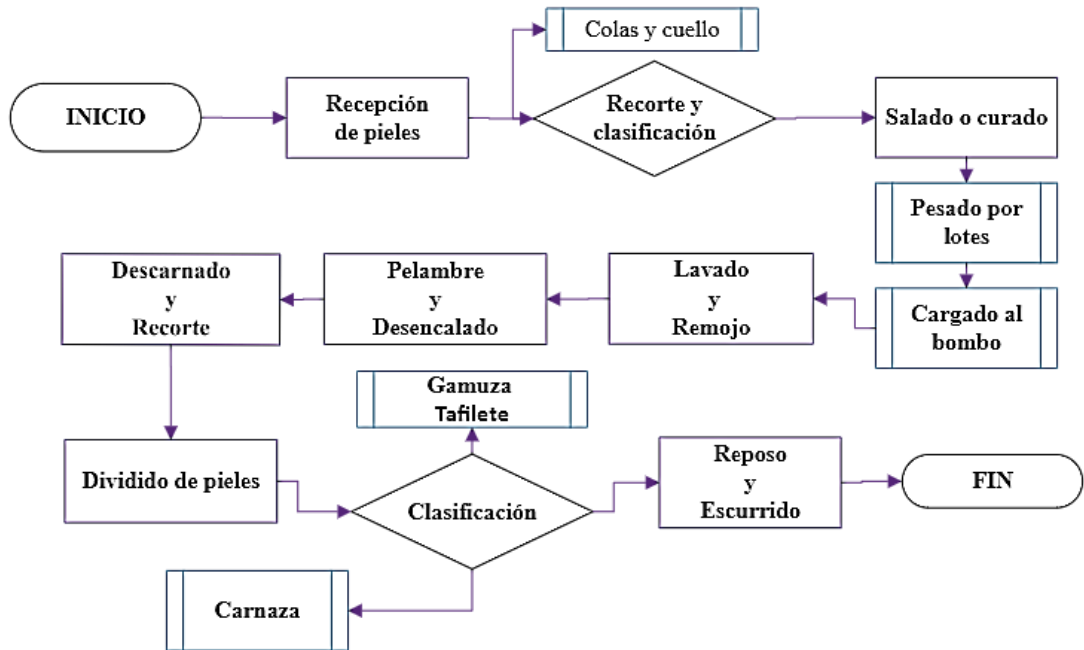 Colas y cuello
INICIO
Recepción
de pieles
Recorte y
clasificación
Salado o curado
Pesado por
lotes
Cargado al
bombo
Lavado
y
Remojo
Pelambre
y
Desencalado
Descarnado
y
Recorte
Dividido de pieles
Gamuza
Tafilete
Clasificación
Carnaza
Reposo
y
Escurrido
FIN